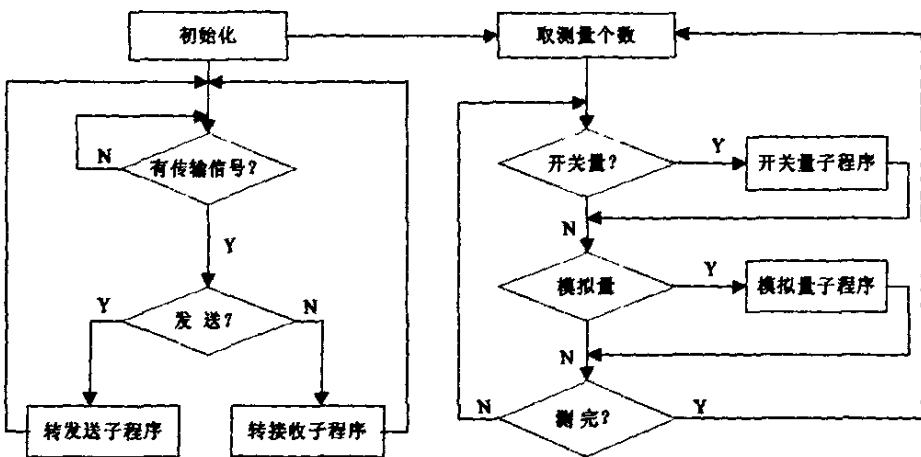 初始化
取测量个数
有传输信号?
N
Y
发送?
Y
N
转发送子程序
转接收子程序
开关量?
Y
开关量子程序
N
模拟量
Y
模拟量子程序
N
测完?
N
Y